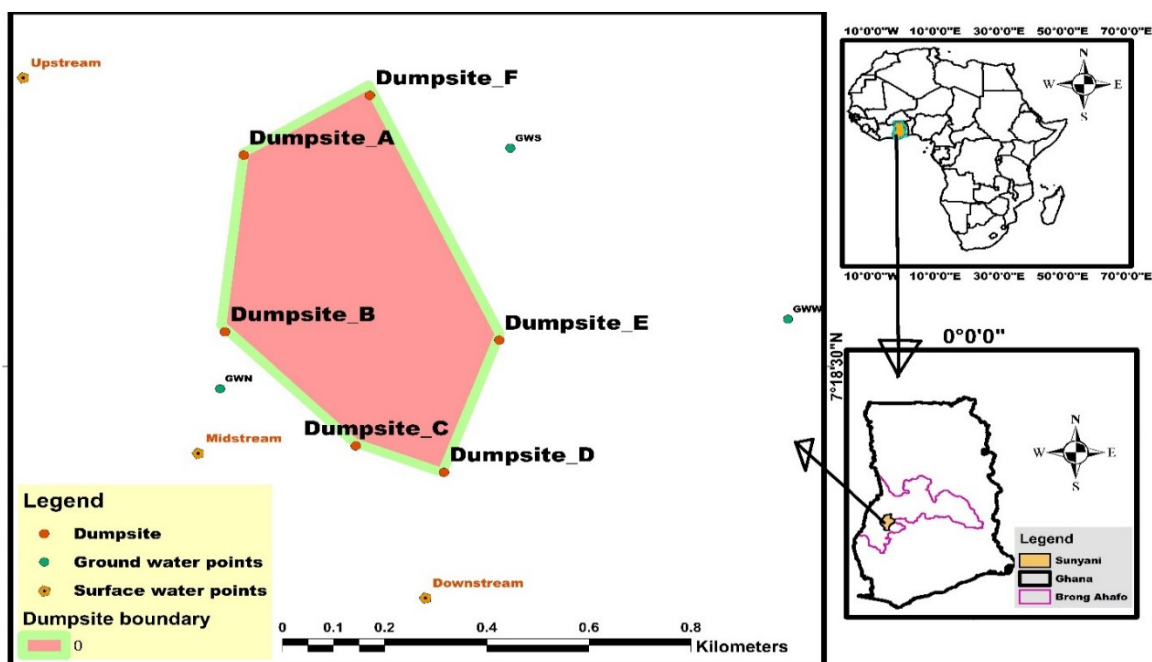 Upstream
Dumpsite_F
Dumpsite_A
GWS
Dumpsite_B
Dumpsite_E
GWW
GWN
Midstream
Dumpsite_C
Dumpsite_D
Downstream
Legend
Dumpsite
Ground water points
Surface water points
Dumpsite boundary
0
0 0.2 0.4 0.6 0.8
Kilometers
10°0'0"W 10°0'0"E 30°0'0"E 50°0'0"E 70°0'0"E
N
W E
S
10°0'0"W 10°0'0"E 30°0'0"E 50°0'0"E 70°0'0"E
0°0'0"
7°18'30"N
N
W E
S
Legend
Sunyani
Ghana
Brong Ahafo